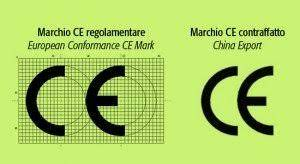 Marchio CE regolamentare
European Conformance CE Mark
CE
Marchio CE contraffatto
China Export
CE